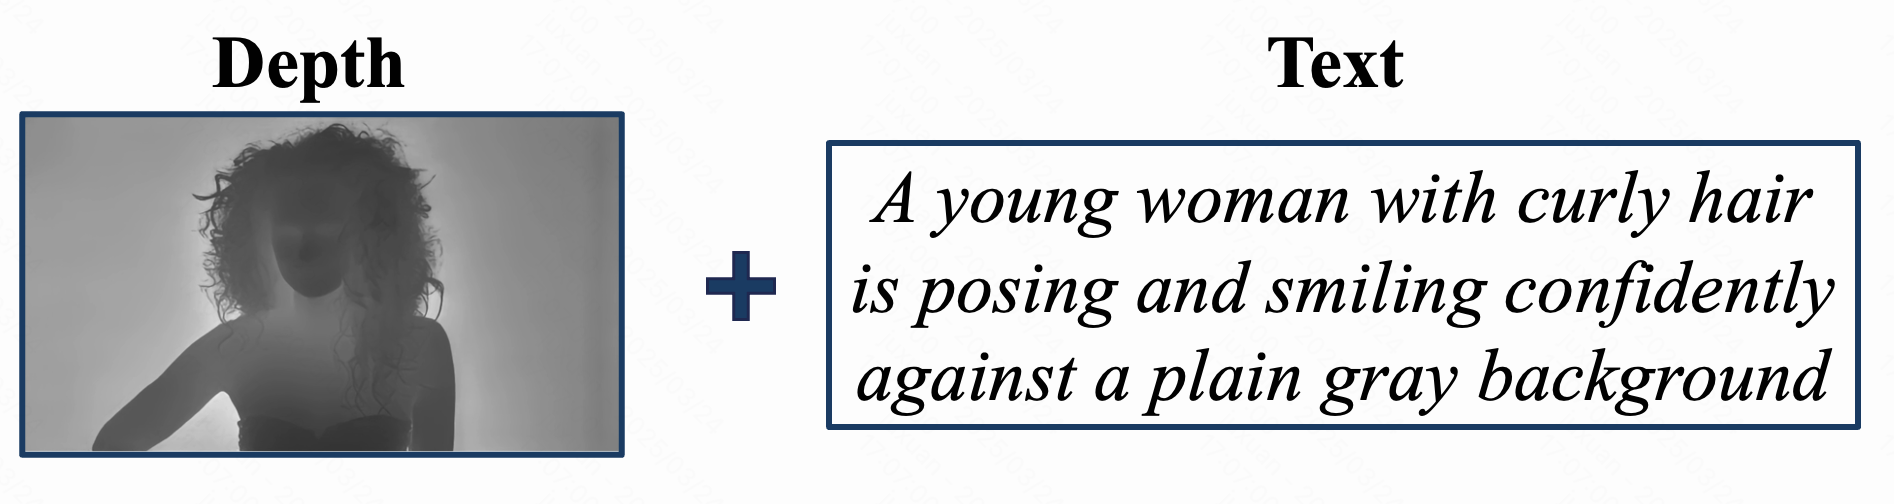 Depth
Text
A young woman with curly hair
is posing and smiling confidently
against a plain gray background